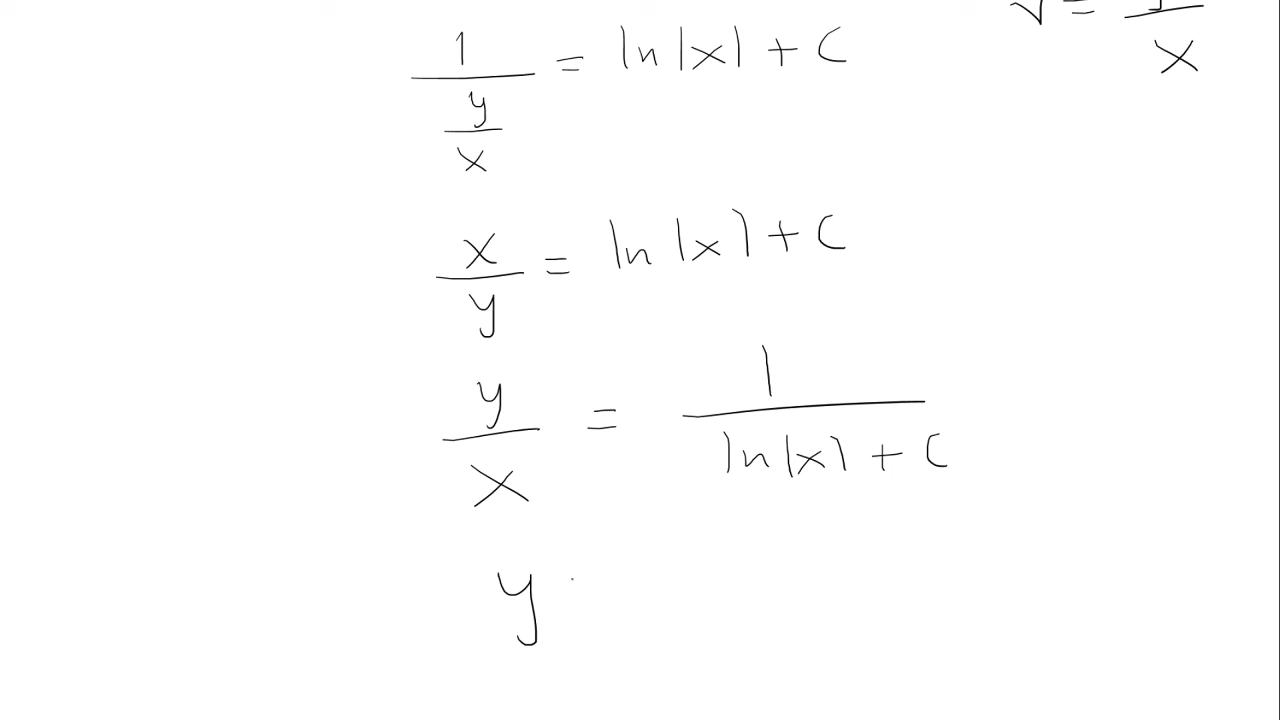 1 / (y/x) = ln |x| + C
v = y/x
x/y = ln |x| + C
y/x = 1 / (ln |x| + C)
y